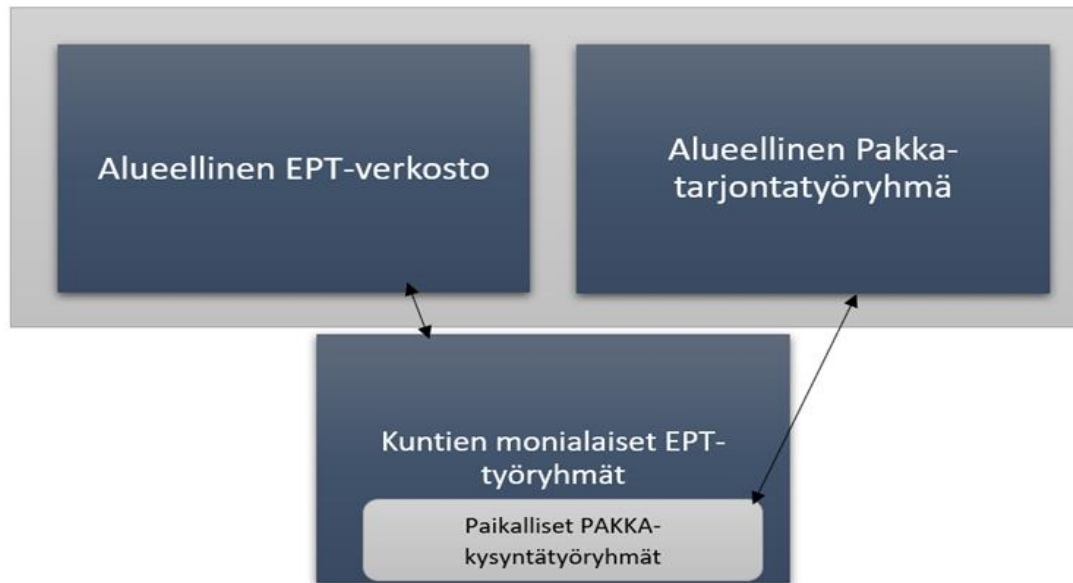 Alueellinen EPT-verkosto
Alueellinen Pakka-
tarjontatyöryhmä
Kuntien monialaiset EPT-
työryhmät
Paikalliset PAKKA-
kysyntätyöryhmät